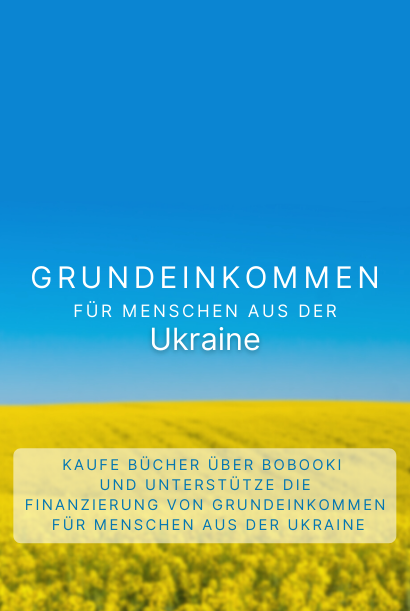 GRUNDEINKOMMEN
FÜR MENSCHEN AUS DER
Ukraine
KAUFE BÜCHER ÜBER BOBOOKI
UND UNTERSTÜTZE DIE
FINANZIERUNG VON GRUNDEINKOMMEN
FÜR MENSCHEN AUS DER UKRAINE